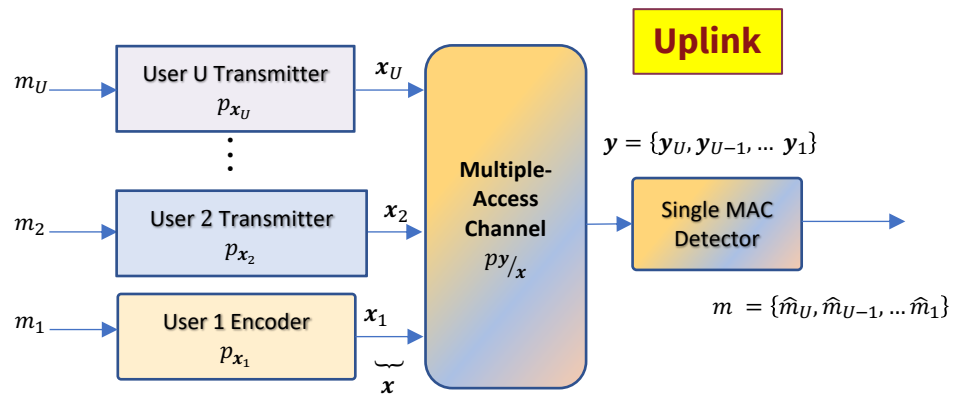 Uplink
m_U
User U Transmitter
p_{x_U}
x_U
⋮
m_2
User 2 Transmitter
p_{x_2}
x_2
m_1
User 1 Encoder
p_{x_1}
x_1
x
Multiple-
Access
Channel
p_{y/x}
y = {y_U, y_{U−1}, … y_1}
Single MAC
Detector
m = {m̂_U, m̂_{U−1}, … m̂_1}